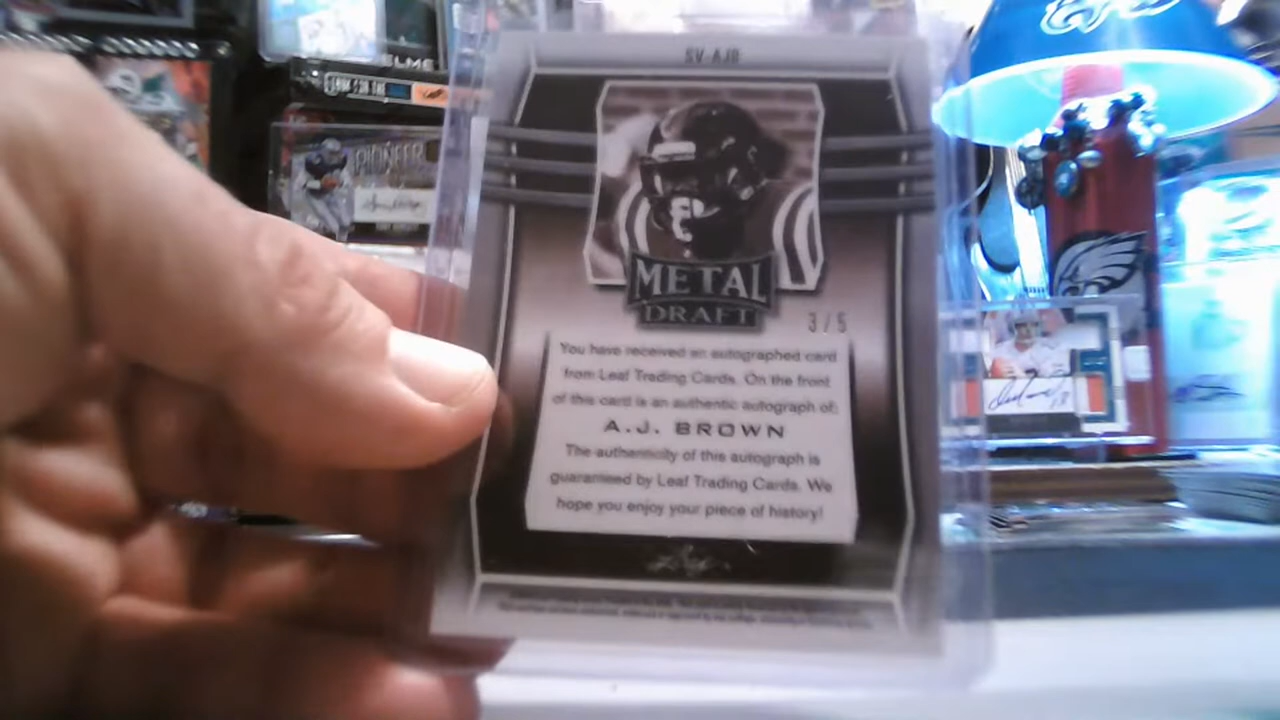 SV-AJB
METAL
DRAFT
3/5
You have received an autographed card
from Leaf Trading Cards. On the front
of this card is an authentic autograph of:
A.J. BROWN
The authenticity of this autograph is
guaranteed by Leaf Trading Cards. We
hope you enjoy your piece of history!
Leaf
PIONEER